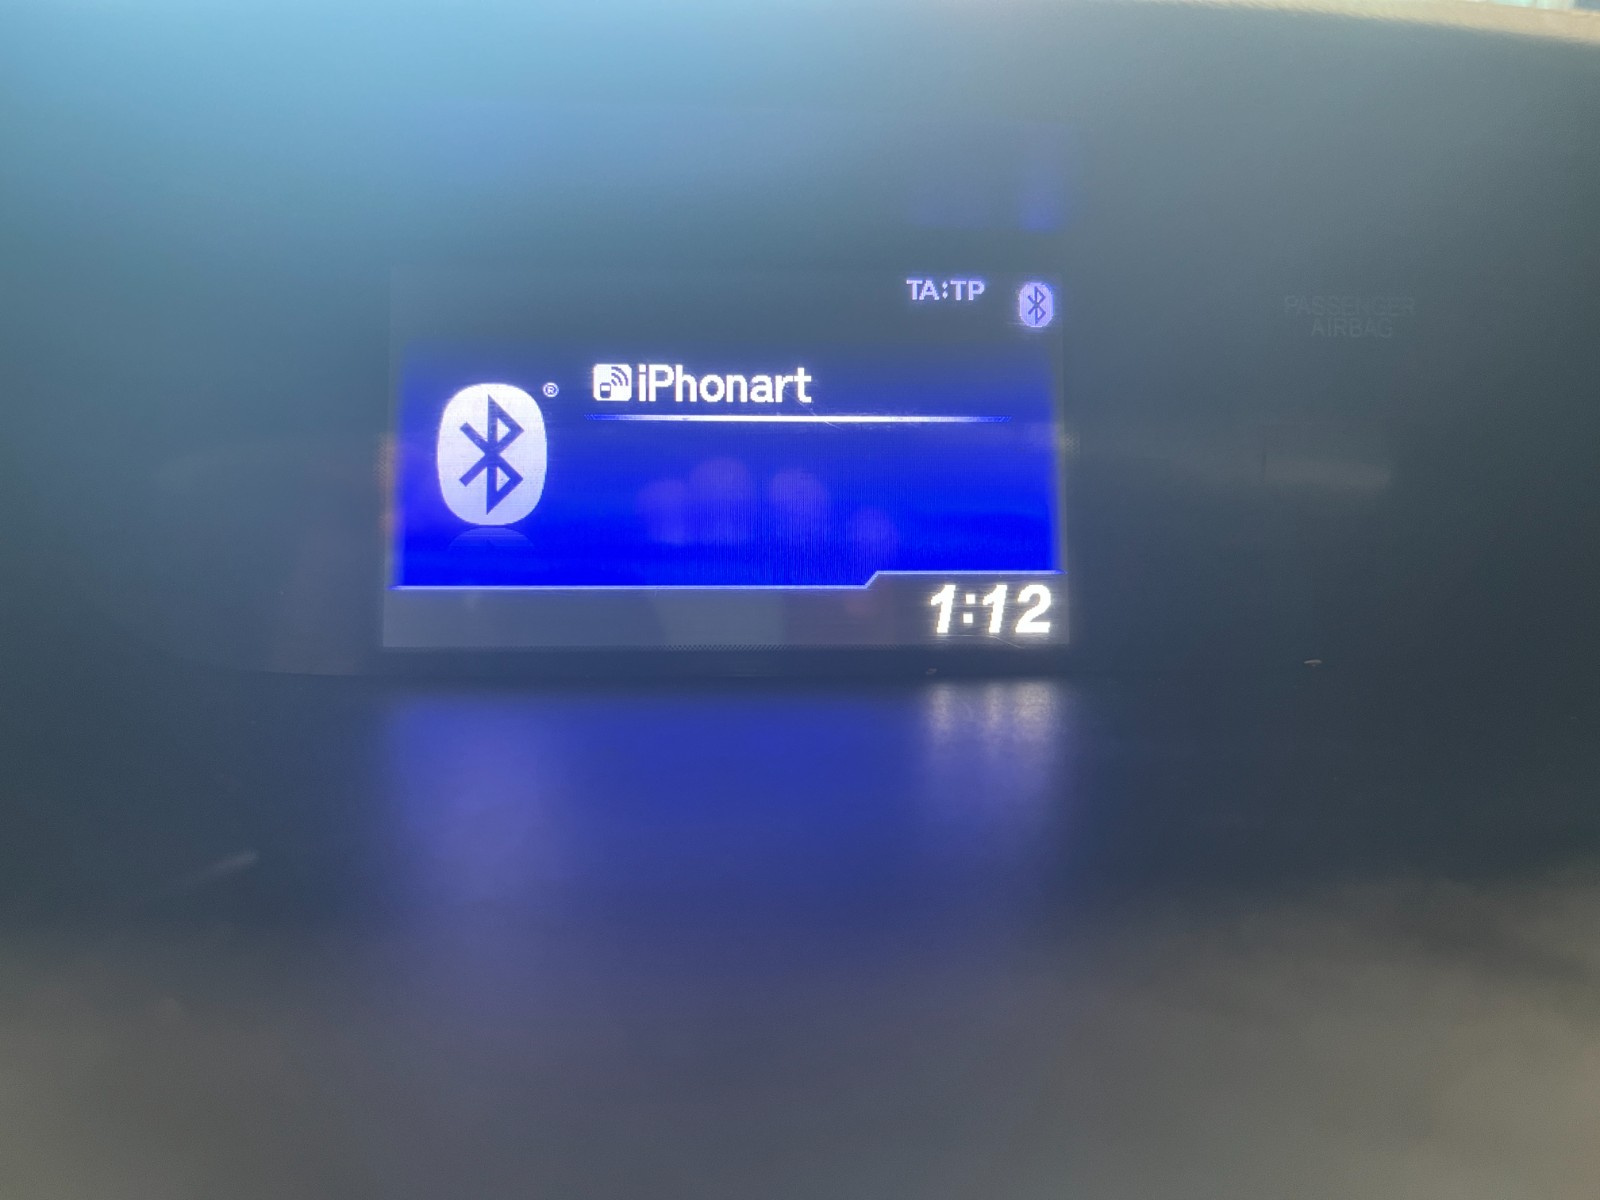 TA:TP
®
iPhonart
1:12
PASSENGER
AIRBAG